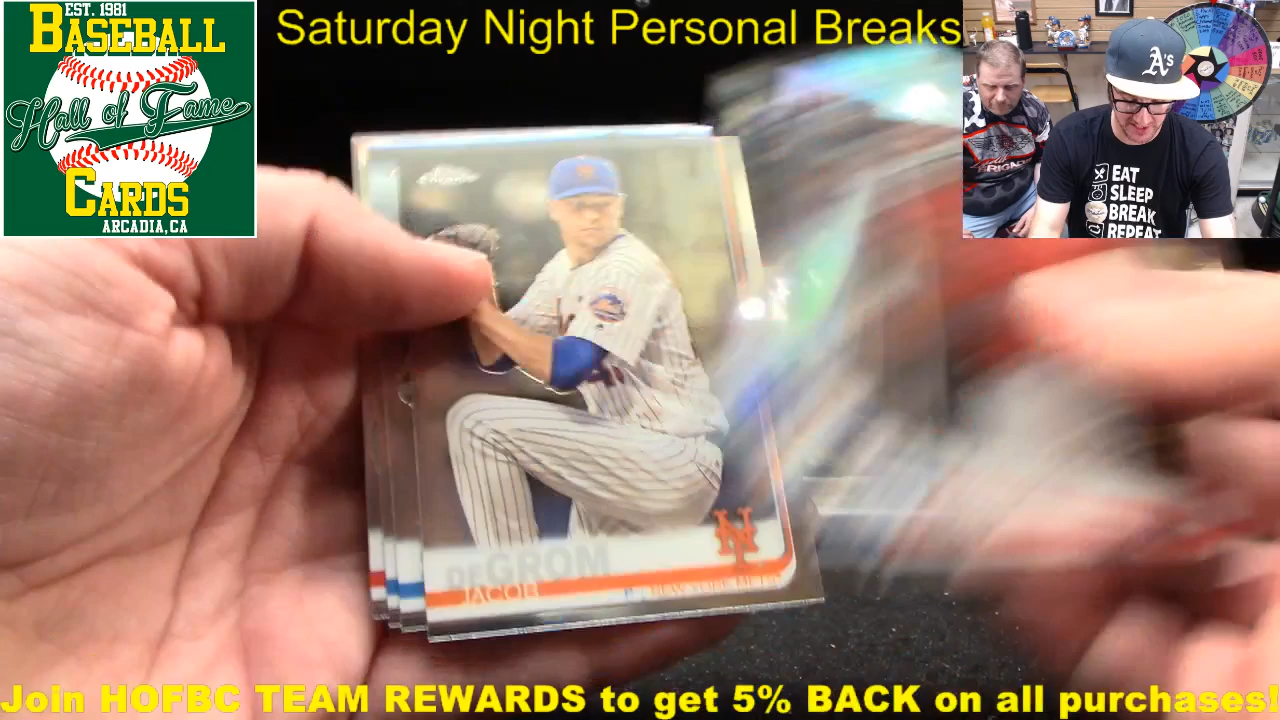 EST. 1981
BASEBALL
Hall of Fame
CARDS
ARCADIA, CA
Saturday Night Personal Breaks
A's
EAT
SLEEP
BREAK
REPEAT
Chrome
DEGROM
JACOB
NEW YORK METS
NY
Join HOFBC TEAM REWARDS to get 5% BACK on all purchases!